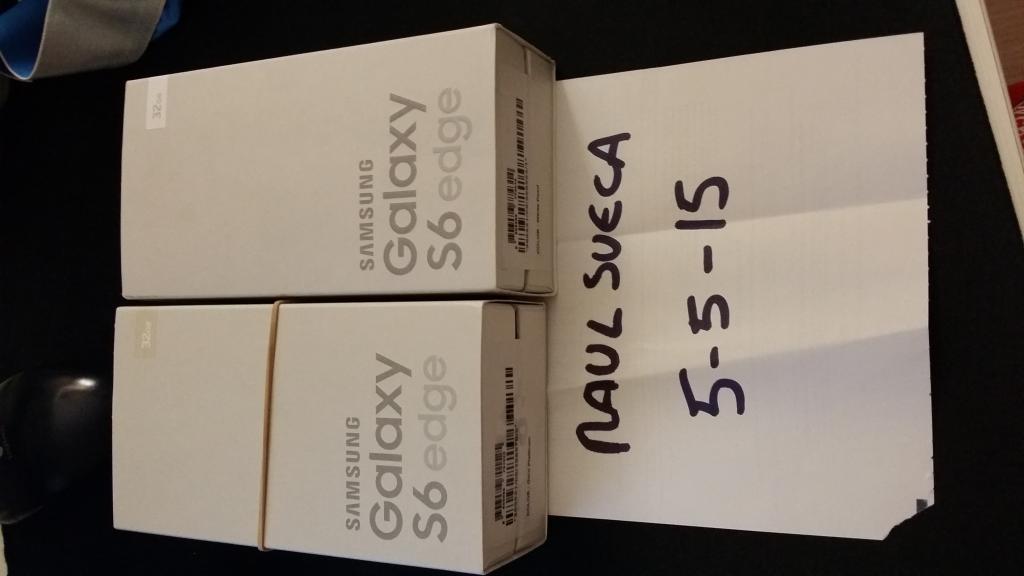 32GB
SAMSUNG
Galaxy
S6 edge
32GB
SAMSUNG
Galaxy
S6 edge
RAUL SUECA
5-5-15